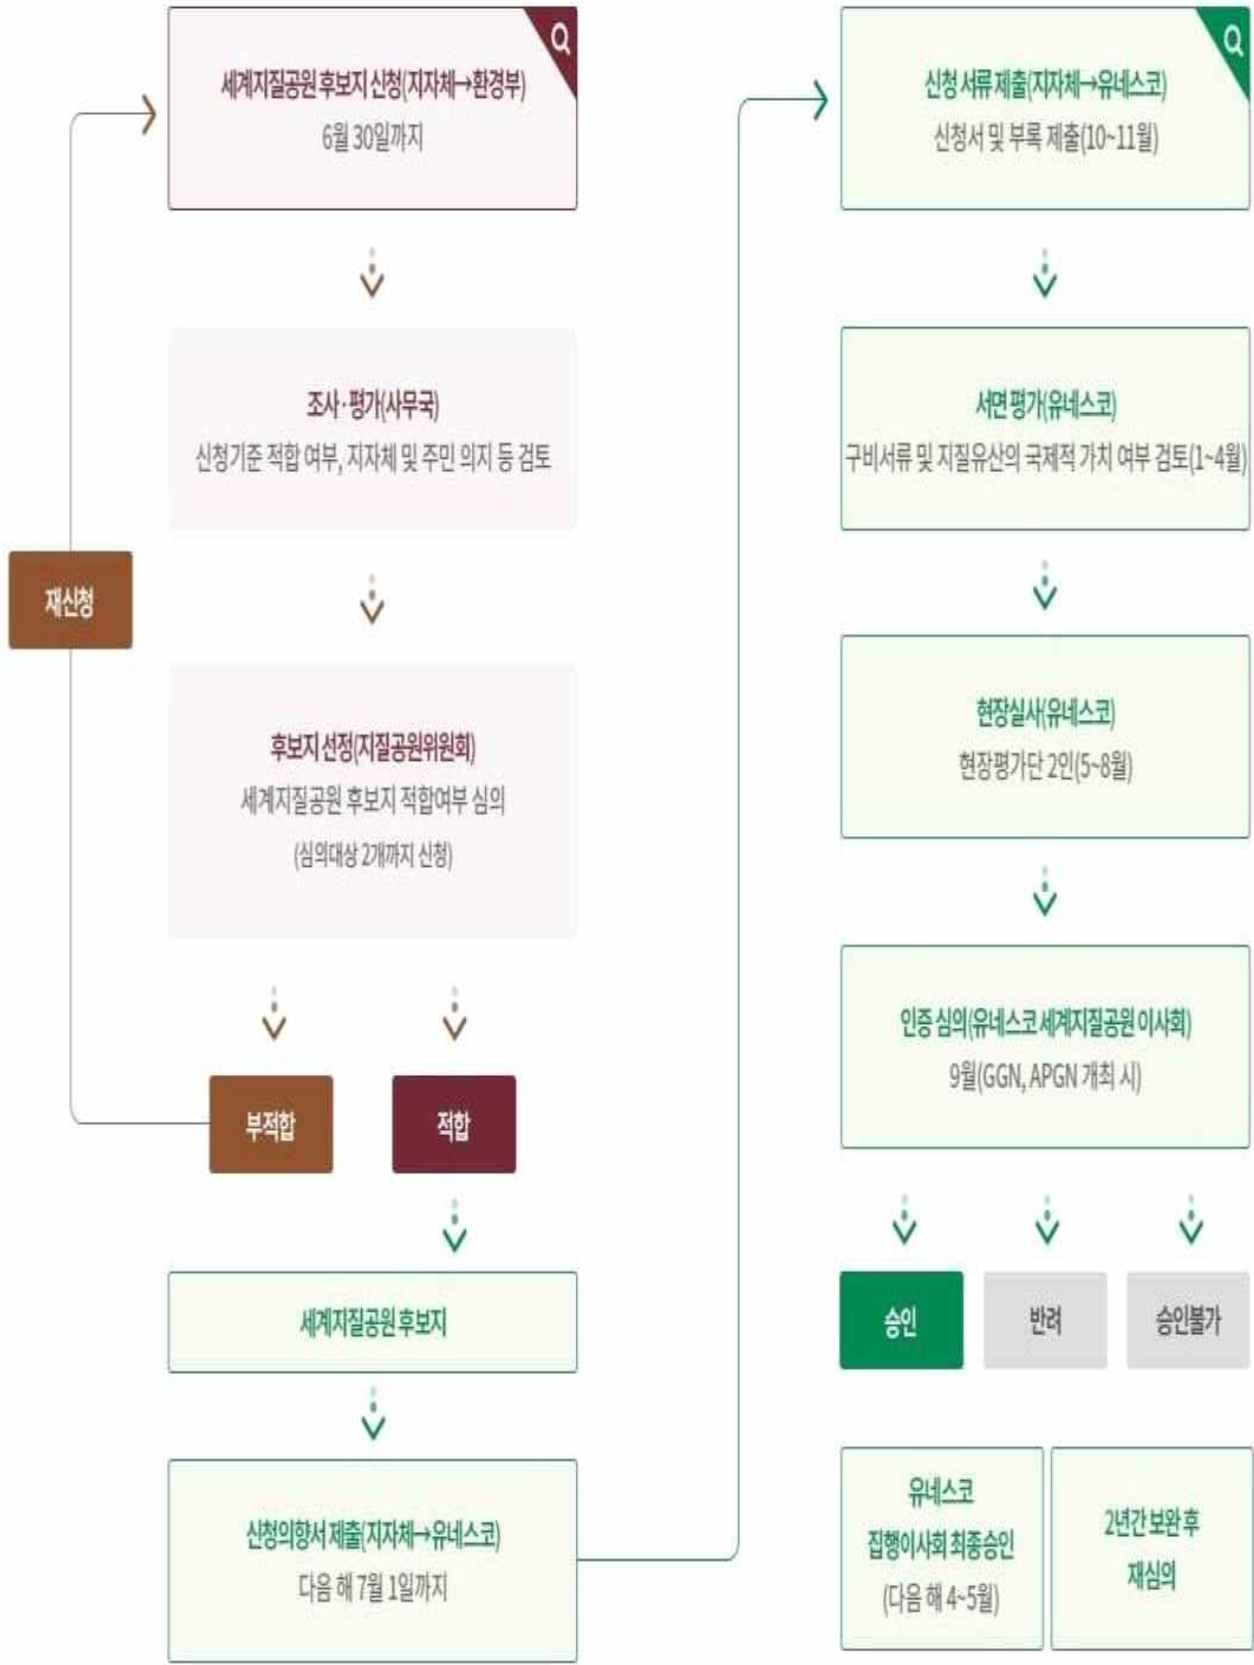 세계지질공원 후보지 신청(지자체→환경부)
6월 30일까지
조사·평가(사무국)
신청기준 적합 여부, 지자체 및 주민 의지 등 검토
재신청
후보지 선정(지질공원위원회)
세계지질공원 후보지 적합여부 심의
(심의대상 2개까지 신청)
부적합
적합
세계지질공원 후보지
신청의향서 제출(지자체→유네스코)
다음 해 7월 1일까지
신청 서류 제출(지자체→유네스코)
신청서 및 부록 제출(10~11월)
서면 평가(유네스코)
구비서류 및 지질유산의 국제적 가치 여부 검토(1~4월)
현장실사(유네스코)
현장평가단 2인(5~8월)
인증 심의(유네스코 세계지질공원 이사회)
9월(GGN, APGN 개최 시)
승인
반려
승인불가
유네스코
집행이사회 최종승인
(다음 해 4~5월)
2년간 보완 후
재심의